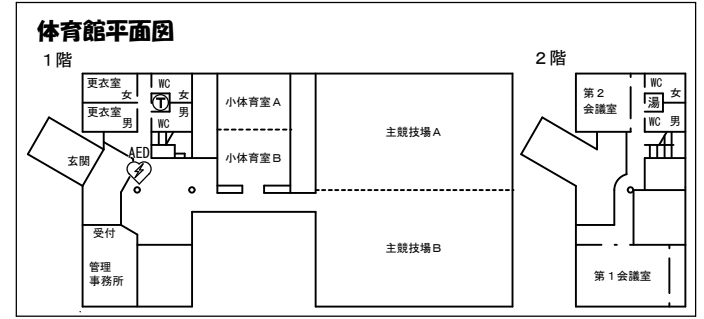 体育館平面図
1階
2階
更衣室
女
WC
女
Ⓣ
更衣室
男
WC
男
小体育室A
小体育室B
主競技場A
主競技場B
玄関
AED
受付
管理
事務所
第2
会議室
WC
女
湯
WC 男
第1会議室